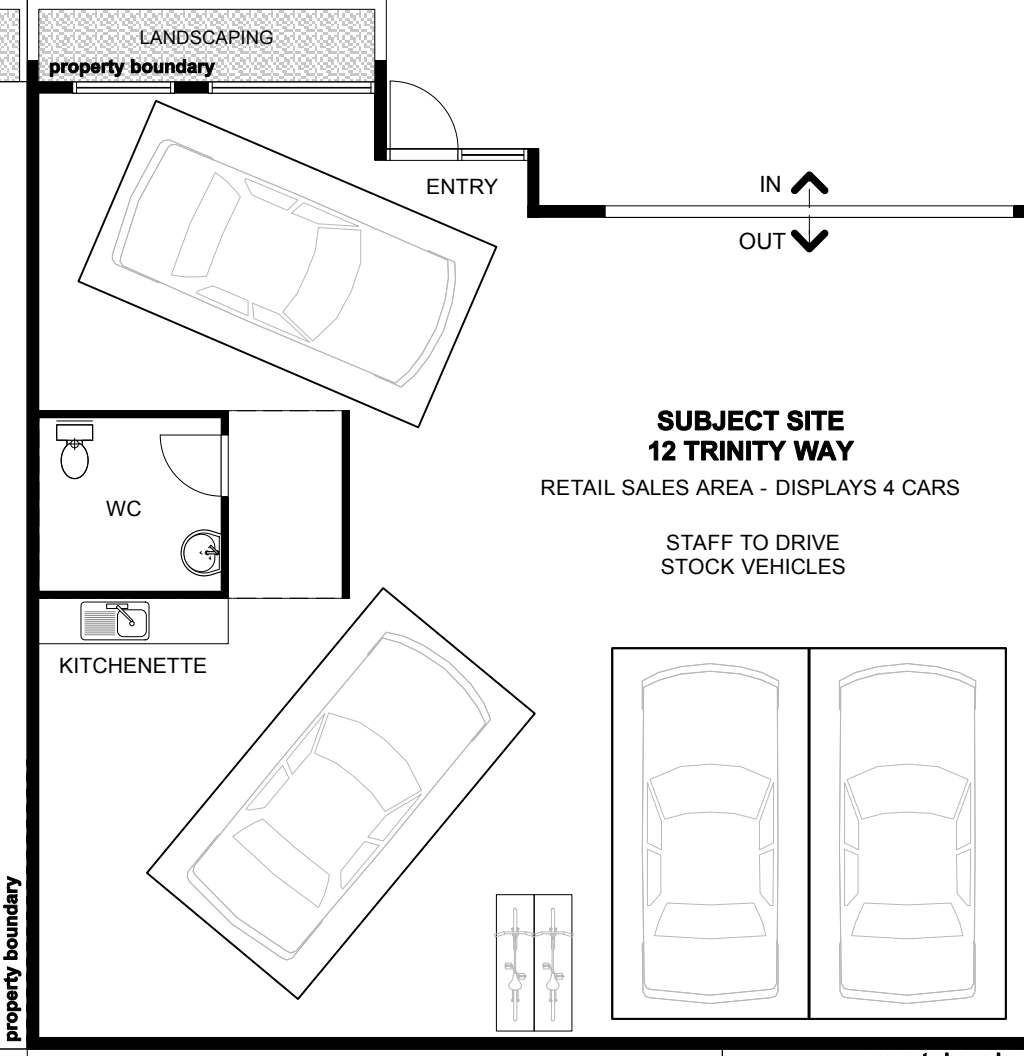 LANDSCAPING
property boundary
ENTRY
IN
OUT
SUBJECT SITE
12 TRINITY WAY
RETAIL SALES AREA - DISPLAYS 4 CARS
STAFF TO DRIVE
STOCK VEHICLES
WC
KITCHENETTE
property boundary